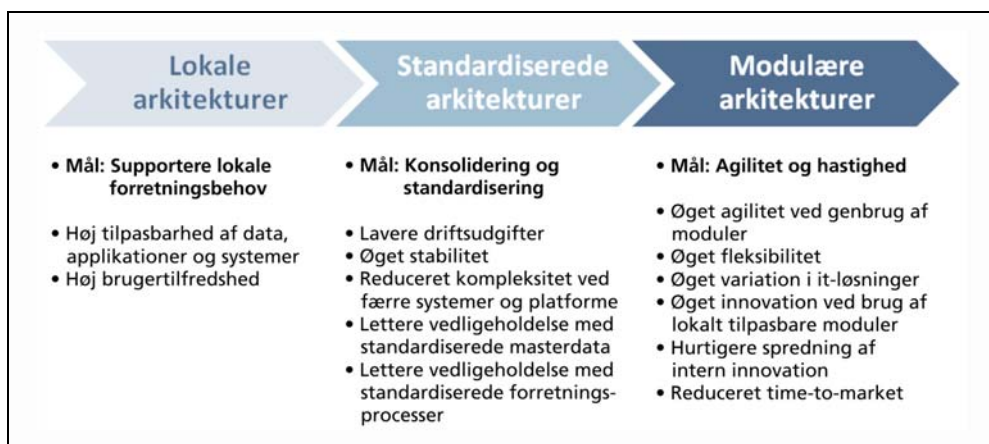 Lokale
arkitekturer
Standardiserede
arkitekturer
Modulære
arkitekturer
• Mål: Supportere lokale
forretningsbehov
• Høj tilpasbarhed af data,
applikationer og systemer
• Høj brugertilfredshed
• Mål: Konsolidering og
standardisering
• Lavere driftsudgifter
• Øget stabilitet
• Reduceret kompleksitet ved
færre systemer og platforme
• Lettere vedligeholdelse med
standardiserede masterdata
• Lettere vedligeholdelse med
standardiserede forretnings-
processer
• Mål: Agilitet og hastighed
• Øget agilitet ved genbrug af
moduler
• Øget fleksibilitet
• Øget variation i it-løsninger
• Øget innovation ved brug af
lokalt tilpasbare moduler
• Hurtigere spredning af
intern innovation
• Reduceret time-to-market